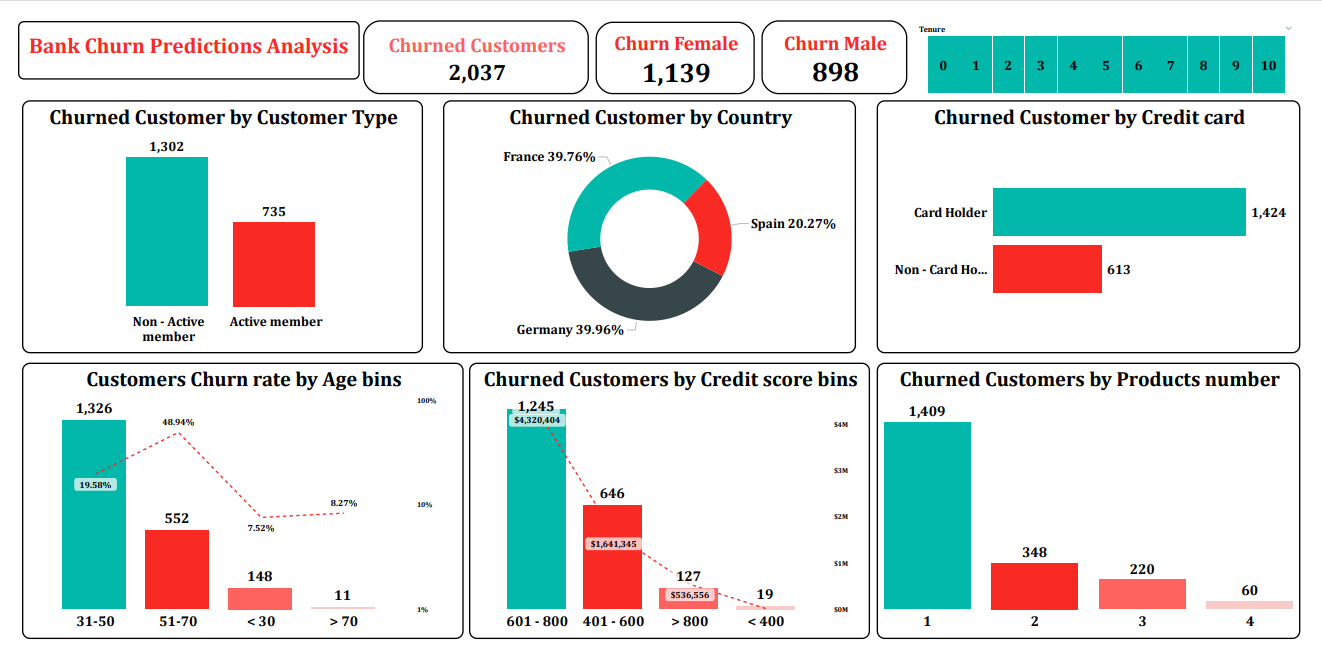 Bank Churn Predictions Analysis
Churned Customers
2,037
Churn Female
1,139
Churn Male
898
Tenure
0 1 2 3 4 5 6 7 8 9 10
Churned Customer by Customer Type
1,302
735
Non - Active
member
Active member
Churned Customer by Country
France 39.76%
Spain 20.27%
Germany 39.96%
Churned Customer by Credit card
Card Holder
1,424
Non - Card Ho...
613
Customers Churn rate by Age bins
1,326
552
148
11
19.58%
48.94%
7.52%
8.27%
100%
10%
1%
31-50
51-70
< 30
> 70
Churned Customers by Credit score bins
1,245
$4,320,404
646
$1,641,345
127
$536,556
19
$4M
$3M
$2M
$1M
$0M
601 - 800
401 - 600
> 800
< 400
Churned Customers by Products number
1,409
348
220
60
1
2
3
4